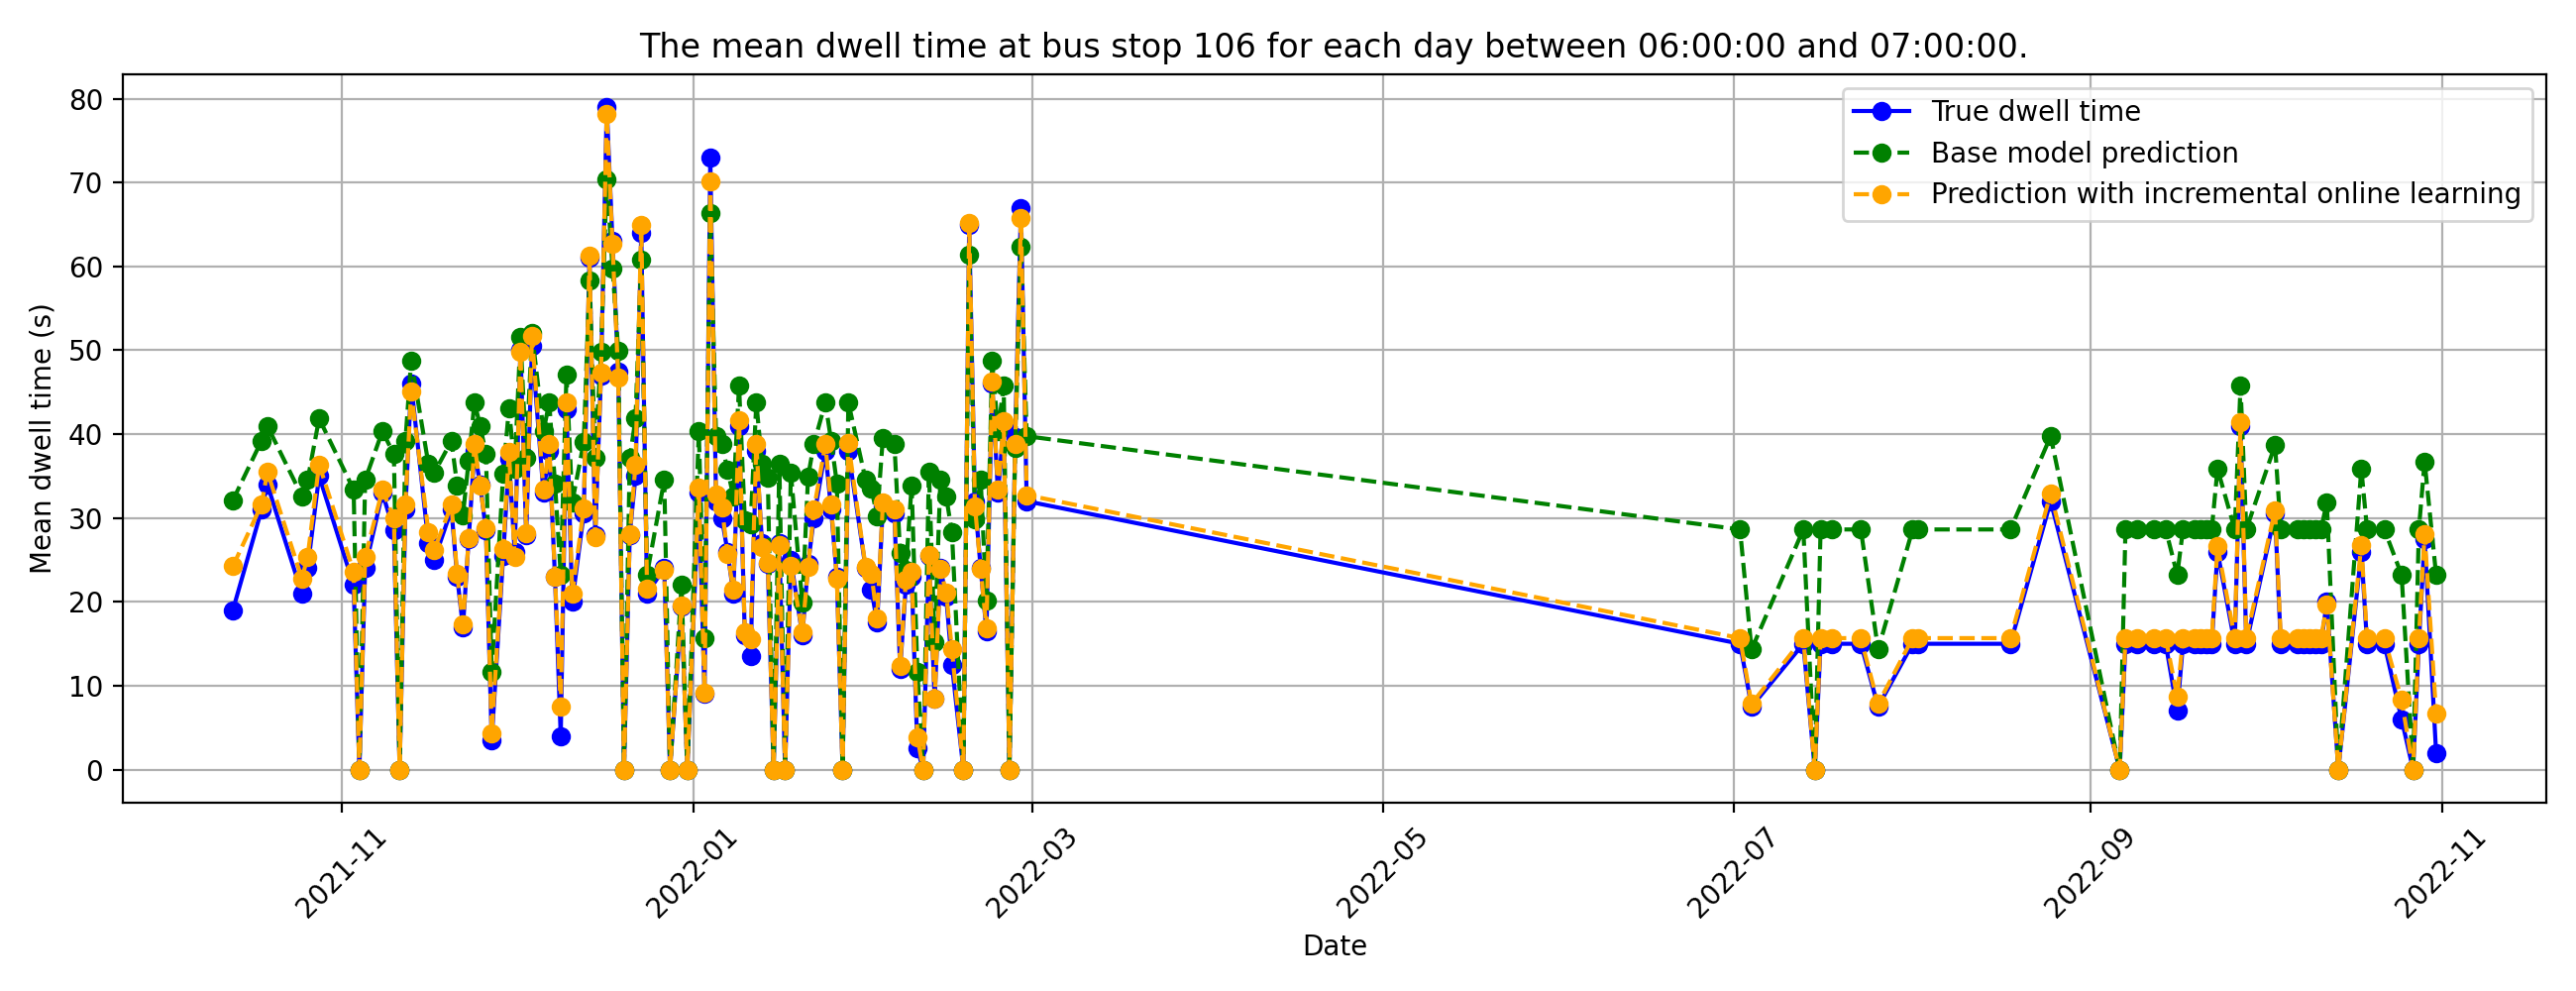 The mean dwell time at bus stop 106 for each day between 06:00:00 and 07:00:00.
80
70
60
50
40
30
20
10
0
Mean dwell time (s)
True dwell time
Base model prediction
Prediction with incremental online learning
2021-11
2022-01
2022-03
2022-05
2022-07
2022-09
2022-11
Date